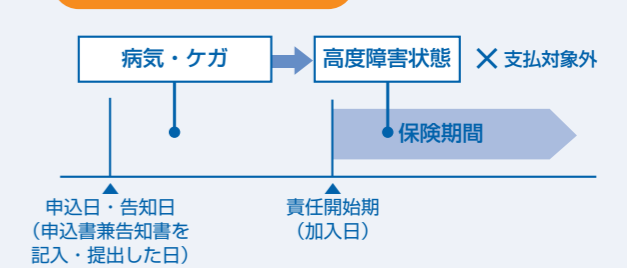 病気・ケガ
高度障害状態
×支払対象外
保険期間
申込日・告知日
（申込書兼告知書を
記入・提出した日）
責任開始期
（加入日）